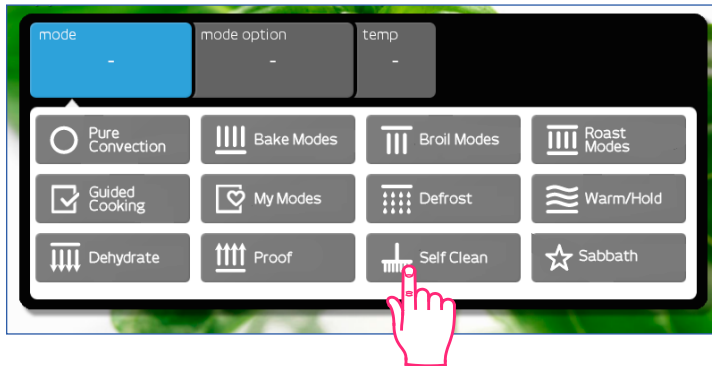 mode
-
mode option
-
temp
-
Pure
Convection
Bake Modes
Broil Modes
Roast
Modes
Guided
Cooking
My Modes
Defrost
Warm/Hold
Dehydrate
Proof
Self Clean
Sabbath